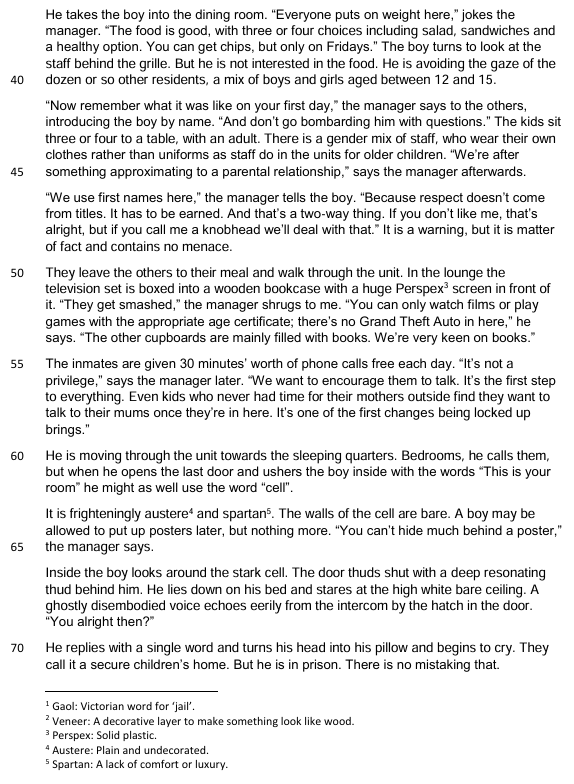 He takes the boy into the dining room. “Everyone puts on weight here,” jokes the
manager. “The food is good, with three or four choices including salad, sandwiches and
a healthy option. You can get chips, but only on Fridays.” The boy turns to look at the
staff behind the grille. But he is not interested in the food. He is avoiding the gaze of the
40 dozen or so other residents, a mix of boys and girls aged between 12 and 15.
“Now remember what it was like on your first day,” the manager says to the others,
introducing the boy by name. “And don’t go bombarding him with questions.” The kids sit
three or four to a table, with an adult. There is a gender mix of staff, who wear their own
clothes rather than uniforms as staff do in the units for older children. “We’re after
45 something approximating to a parental relationship,” says the manager afterwards.
“We use first names here,” the manager tells the boy. “Because respect doesn’t come
from titles. It has to be earned. And that’s a two-way thing. If you don’t like me, that’s
alright, but if you call me a knobhead we’ll deal with that.” It is a warning, but it is matter
of fact and contains no menace.
50 They leave the others to their meal and walk through the unit. In the lounge the
television set is boxed into a wooden bookcase with a huge Perspex³ screen in front of
it. “They get smashed,” the manager shrugs to me. “You can only watch films or play
games with the appropriate age certificate; there’s no Grand Theft Auto in here,” he
says. “The other cupboards are mainly filled with books. We’re very keen on books.”
55 The inmates are given 30 minutes’ worth of phone calls free each day. “It’s not a
privilege,” says the manager later. “We want to encourage them to talk. It’s the first step
to everything. Even kids who never had time for their mothers outside find they want to
talk to their mums once they’re in here. It’s one of the first changes being locked up
brings.”
60 He is moving through the unit towards the sleeping quarters. Bedrooms, he calls them,
but when he opens the last door and ushers the boy inside with the words “This is your
room” he might as well use the word “cell”.
It is frighteningly austere⁴ and spartan⁵. The walls of the cell are bare. A boy may be
allowed to put up posters later, but nothing more. “You can’t hide much behind a poster,”
65 the manager says.
Inside the boy looks around the stark cell. The door thuds shut with a deep resonating
thud behind him. He lies down on his bed and stares at the high white bare ceiling. A
ghostly disembodied voice echoes eerily from the intercom by the hatch in the door.
“You alright then?”
70 He replies with a single word and turns his head into his pillow and begins to cry. They
call it a secure children’s home. But he is in prison. There is no mistaking that.
¹ Gaol: Victorian word for ‘jail’.
² Veneer: A decorative layer to make something look like wood.
³ Perspex: Solid plastic.
⁴ Austere: Plain and undecorated.
⁵ Spartan: A lack of comfort or luxury.